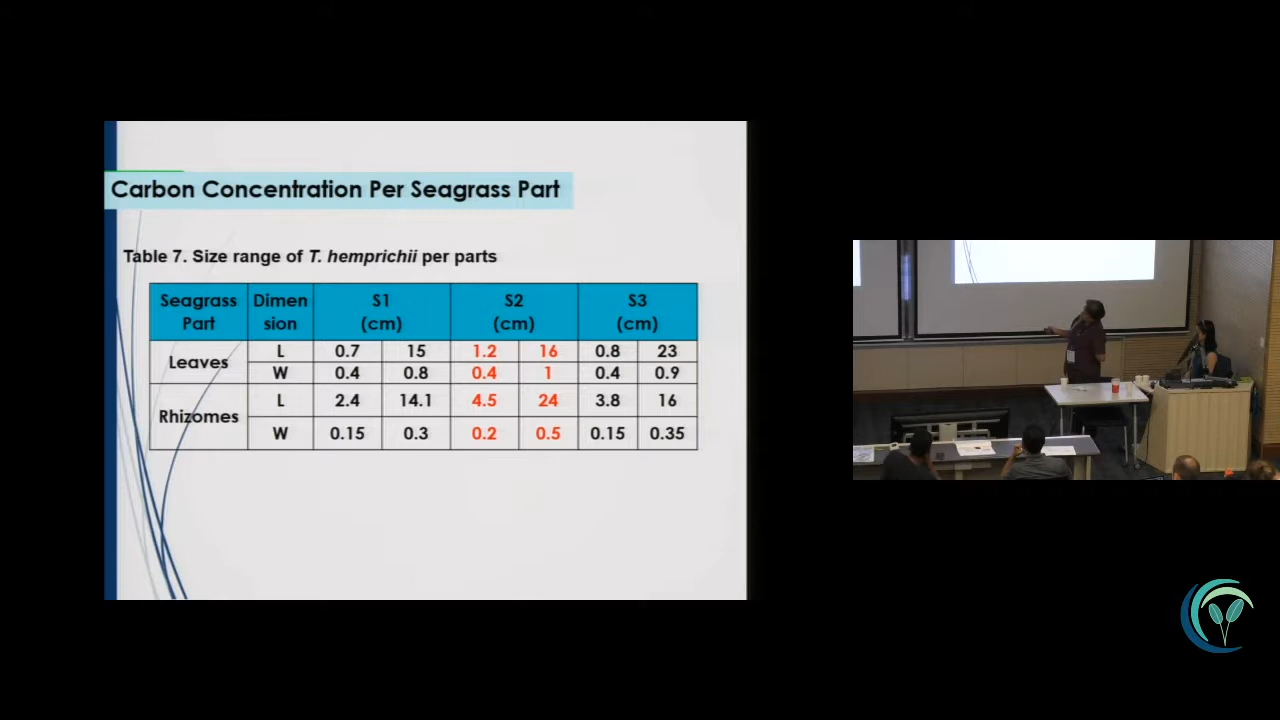 Carbon Concentration Per Seagrass Part
Table 7. Size range of T. hemprichii per parts
Seagrass Part Dimen sion S1 (cm) S2 (cm) S3 (cm)
Leaves L 0.7 15 1.2 16 0.8 23
W 0.4 0.8 0.4 1 0.4 0.9
Rhizomes L 2.4 14.1 4.5 24 3.8 16
W 0.15 0.3 0.2 0.5 0.15 0.35